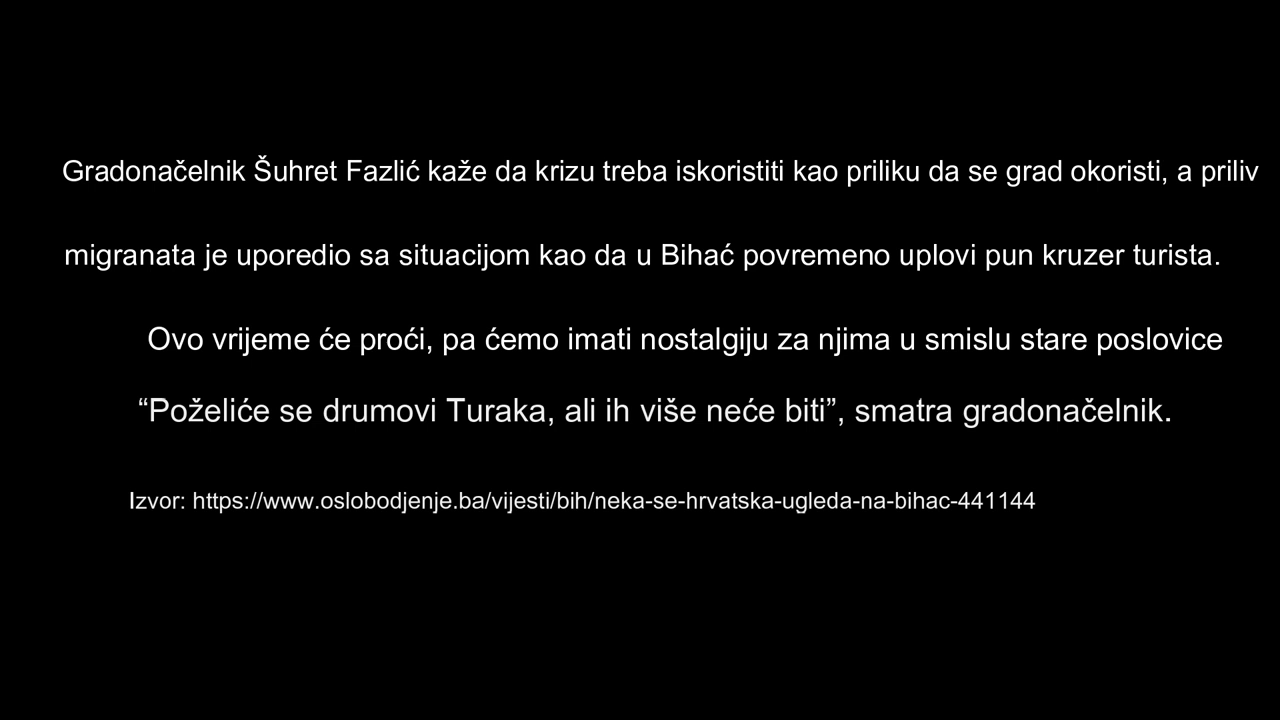 Gradonačelnik Šuhret Fazlić kaže da krizu treba iskoristiti kao priliku da se grad okoristi, a priliv
migranata je uporedio sa situacijom kao da u Bihać povremeno uplovi pun kruzer turista.
Ovo vrijeme će proći, pa ćemo imati nostalgiju za njima u smislu stare poslovice
“Poželiće se drumovi Turaka, ali ih više neće biti”, smatra gradonačelnik.
Izvor: https://www.oslobodjenje.ba/vijesti/bih/neka-se-hrvatska-ugleda-na-bihac-441144